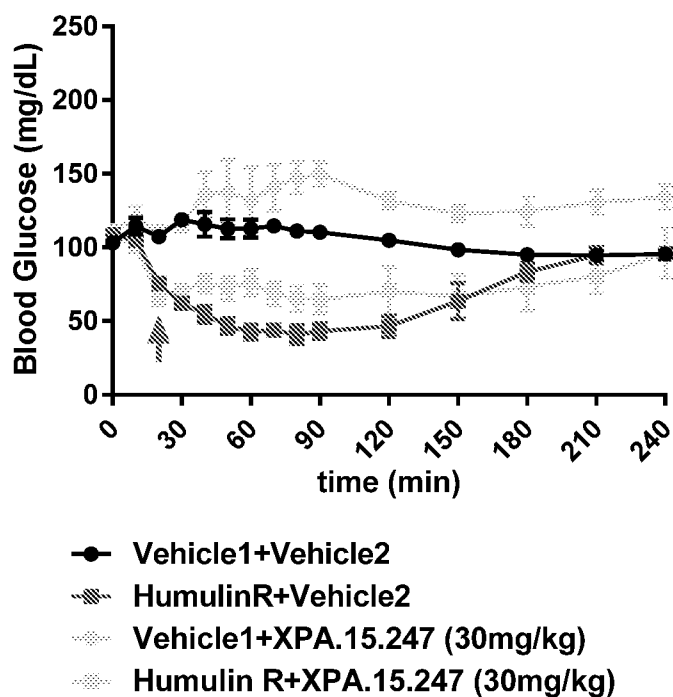 250
200
150
100
50
0
Blood Glucose (mg/dL)
0 30 60 90 120 150 180 210 240
time (min)
Vehicle1+Vehicle2
HumulinR+Vehicle2
Vehicle1+XPA.15.247 (30mg/kg)
Humulin R+XPA.15.247 (30mg/kg)